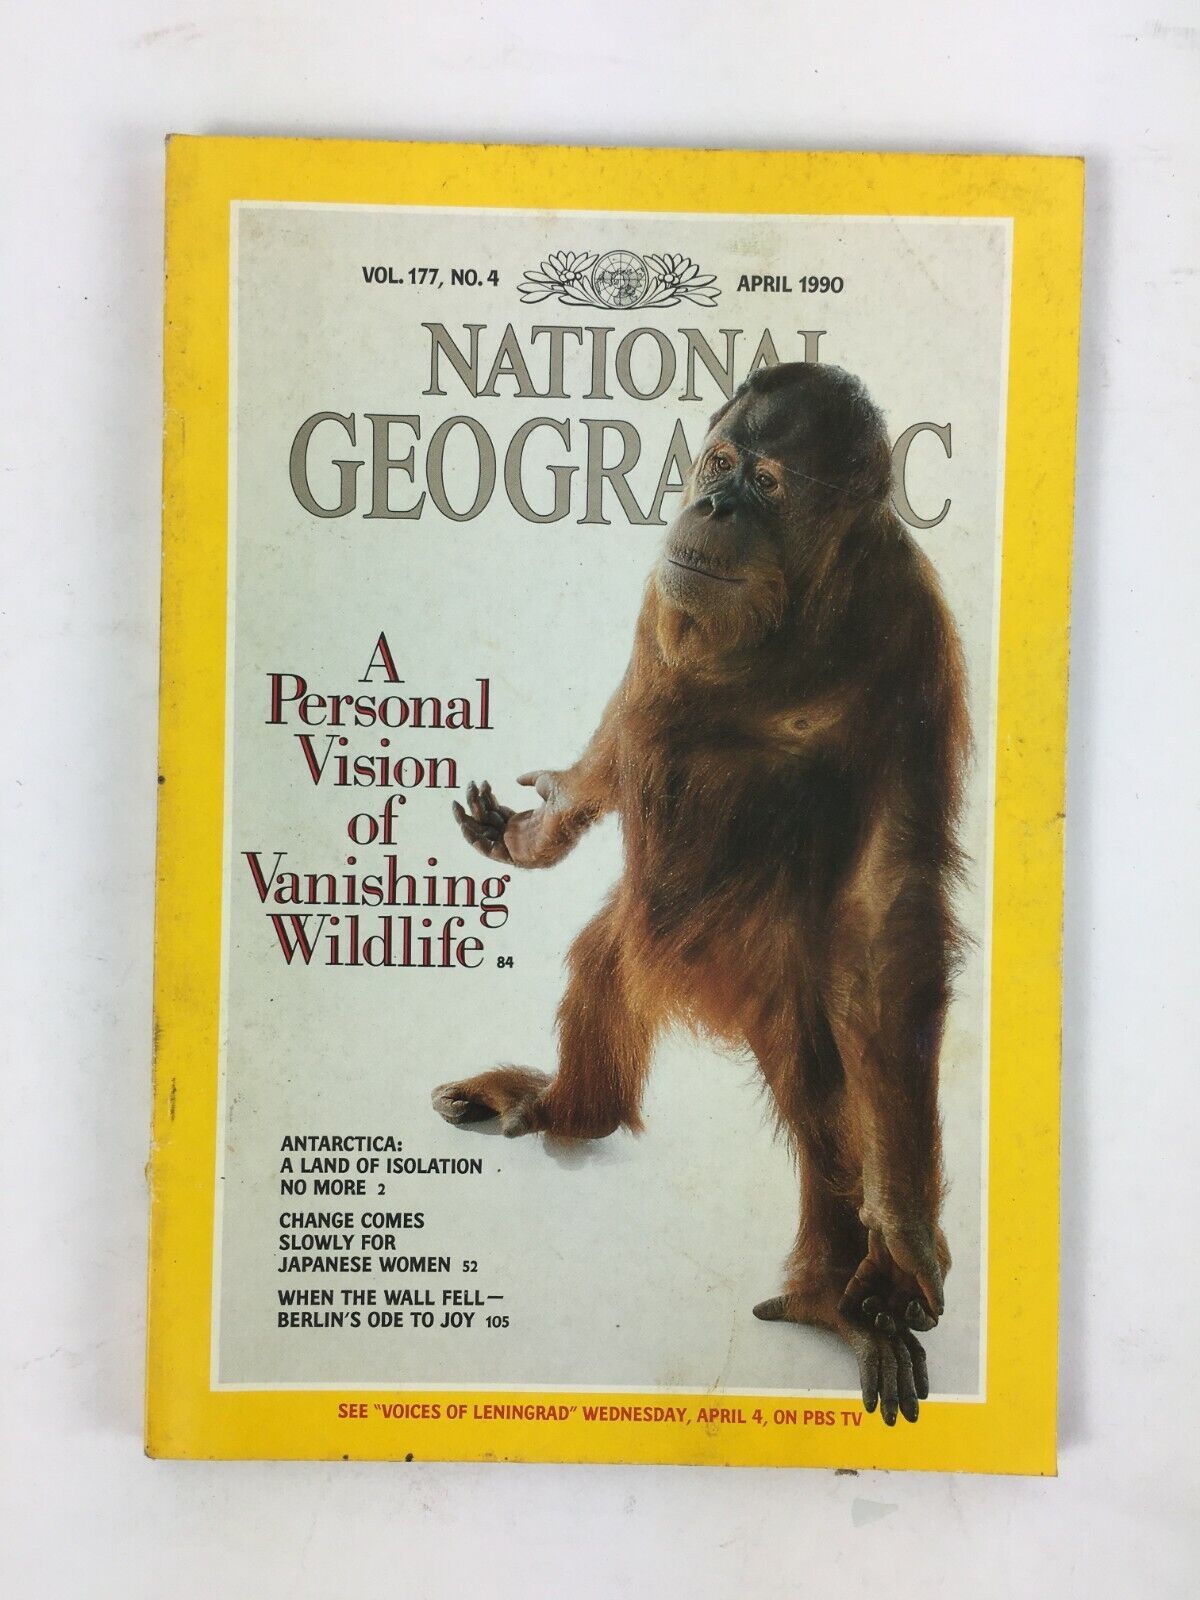 VOL. 177, NO. 4 APRIL 1990
NATIONAL
GEOGRAPHIC
A
Personal
Vision
of
Vanishing
Wildlife 84
ANTARCTICA:
A LAND OF ISOLATION
NO MORE 2
CHANGE COMES
SLOWLY FOR
JAPANESE WOMEN 52
WHEN THE WALL FELL—
BERLIN'S ODE TO JOY 105
SEE "VOICES OF LENINGRAD" WEDNESDAY, APRIL 4, ON PBS TV